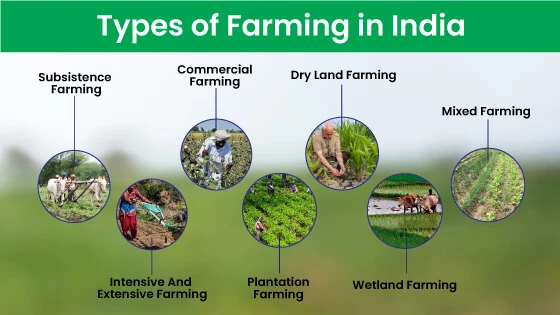 Types of Farming in India
Subsistence
Farming
Commercial
Farming
Dry Land Farming
Mixed Farming
Intensive And
Extensive Farming
Plantation
Farming
Wetland Farming